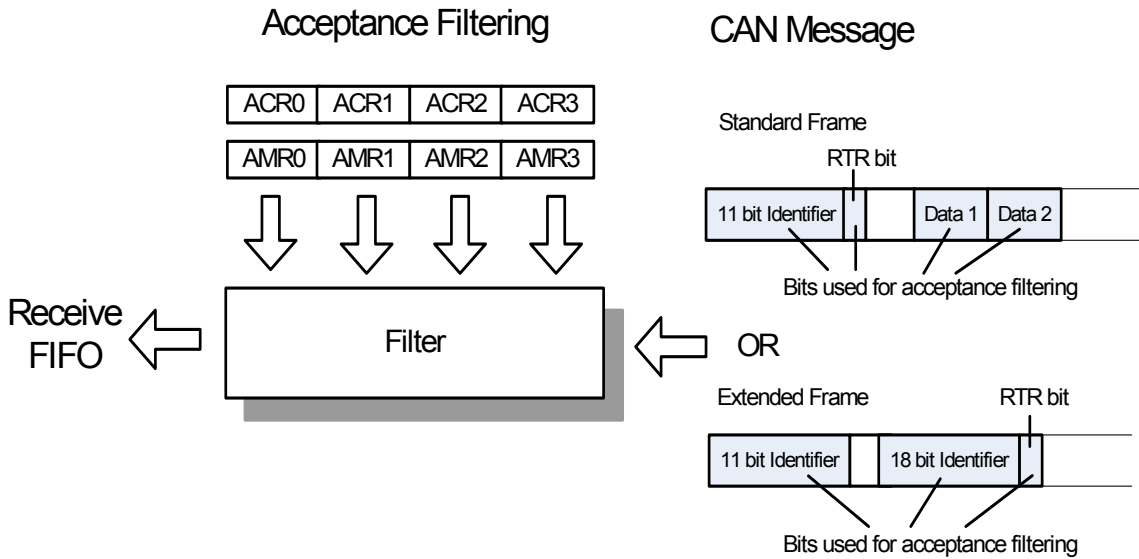 Acceptance Filtering
CAN Message
ACR0 ACR1 ACR2 ACR3
AMR0 AMR1 AMR2 AMR3
Standard Frame
RTR bit
11 bit Identifier
Data 1
Data 2
Bits used for acceptance filtering
Receive
FIFO
Filter
OR
Extended Frame
RTR bit
11 bit Identifier
18 bit Identifier
Bits used for acceptance filtering